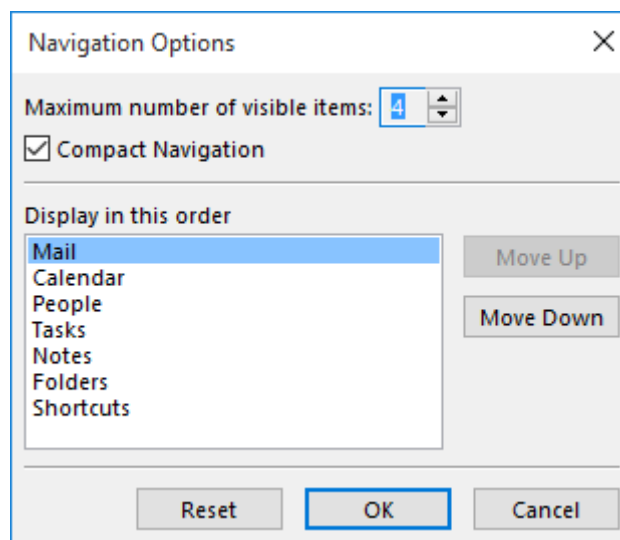 Navigation Options
Maximum number of visible items: 4
Compact Navigation
Display in this order
Mail
Calendar
People
Tasks
Notes
Folders
Shortcuts
Move Up
Move Down
Reset
OK
Cancel